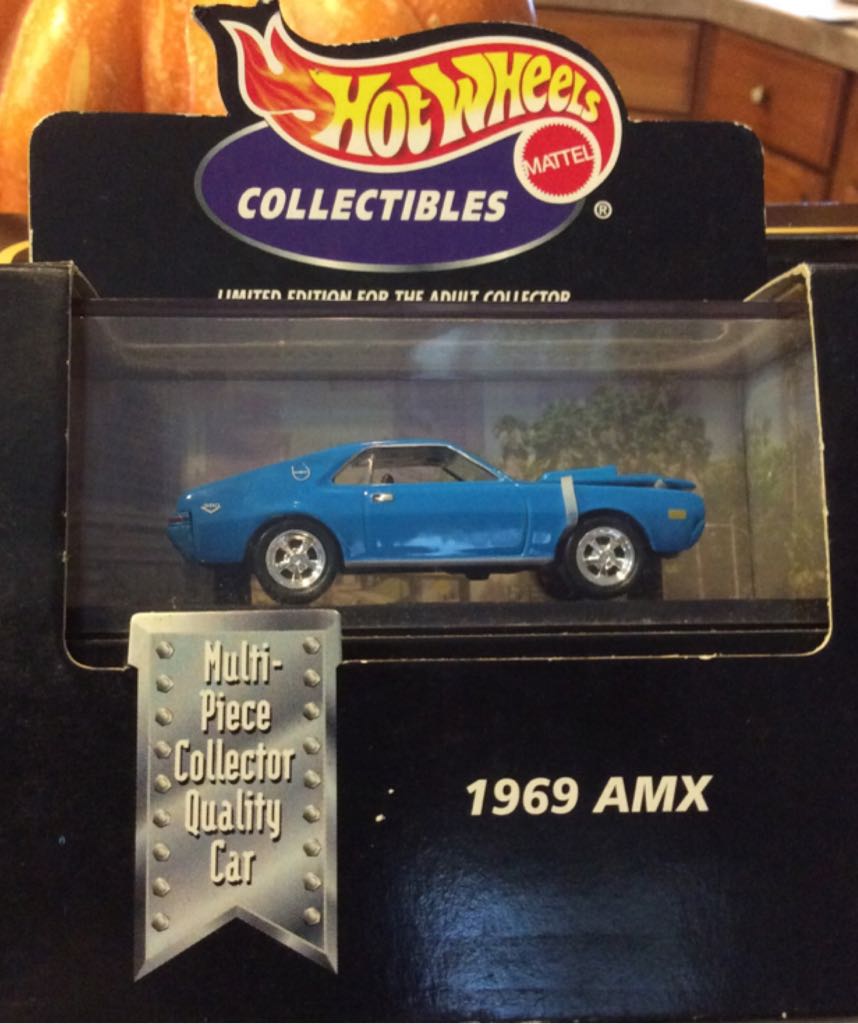 HOT WHEELS
MATTEL
COLLECTIBLES
®
LIMITED EDITION FOR THE ADULT COLLECTOR
Multi-
Piece
Collector
Quality
Car
1969 AMX